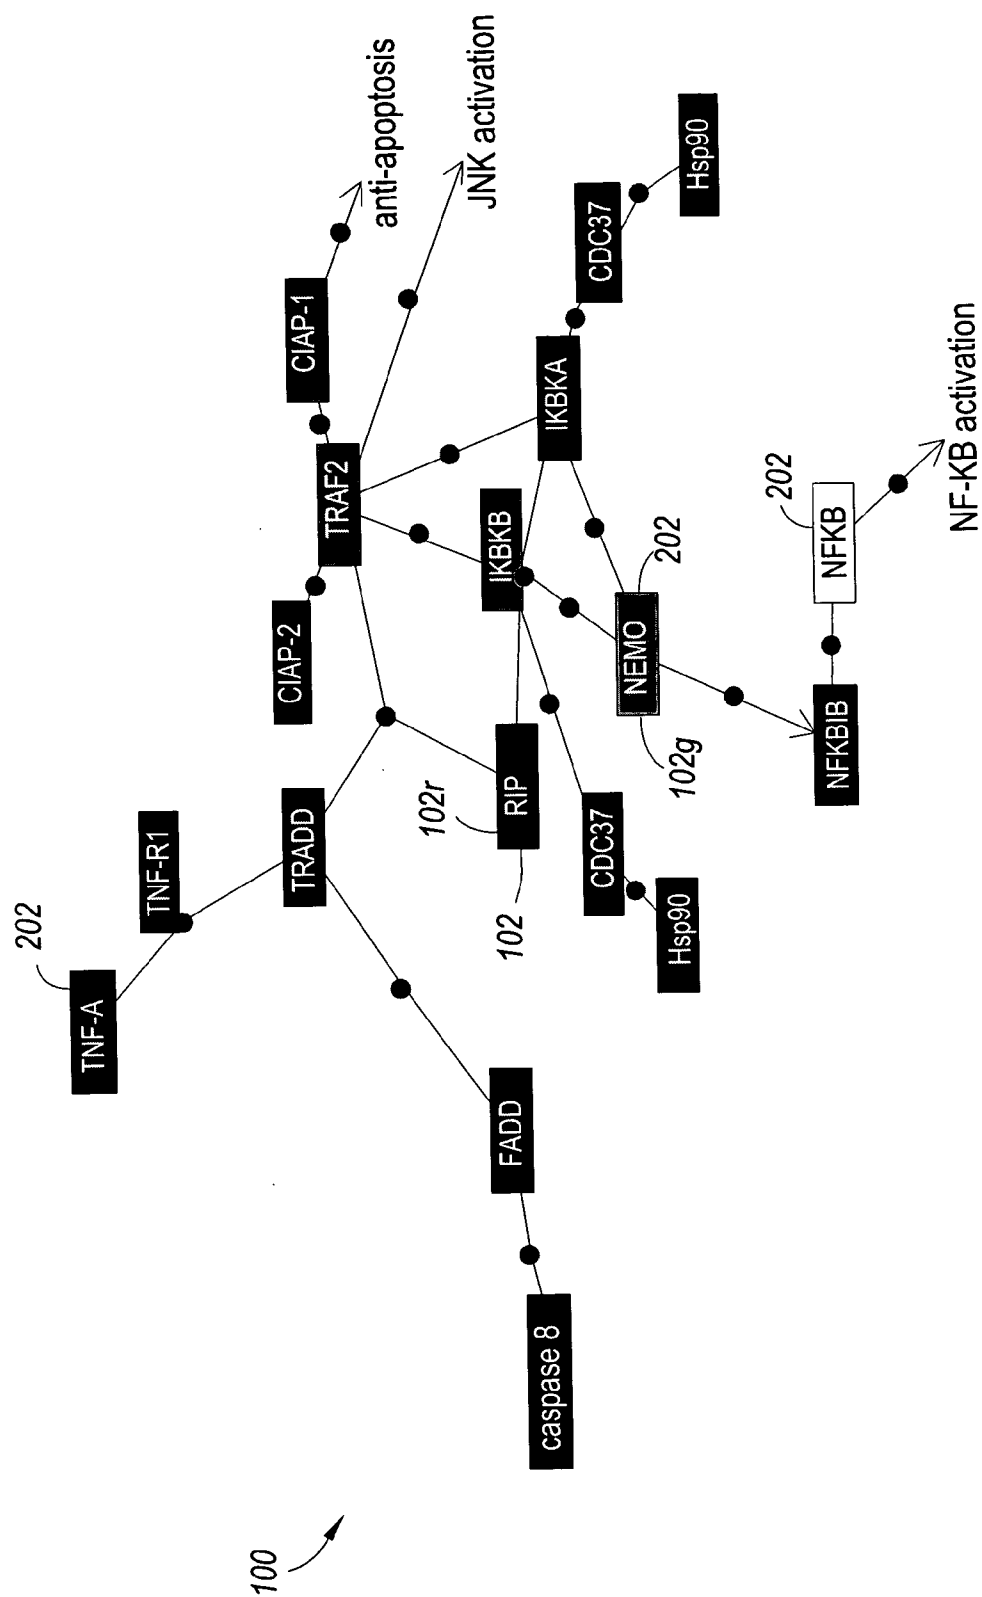 202
TNF-A
TNF-R1
100
CIAP-2
TRADD
CIAP-1
TRAF2
anti-apoptosis
102r
JNK activation
IKBKB
FADD
102
RIP
caspase 8
IKBKA
CDC37
CDC37
NEMO
202
Hsp90
102g
Hsp90
202
NFKBIB
NFKB
NF-KB activation